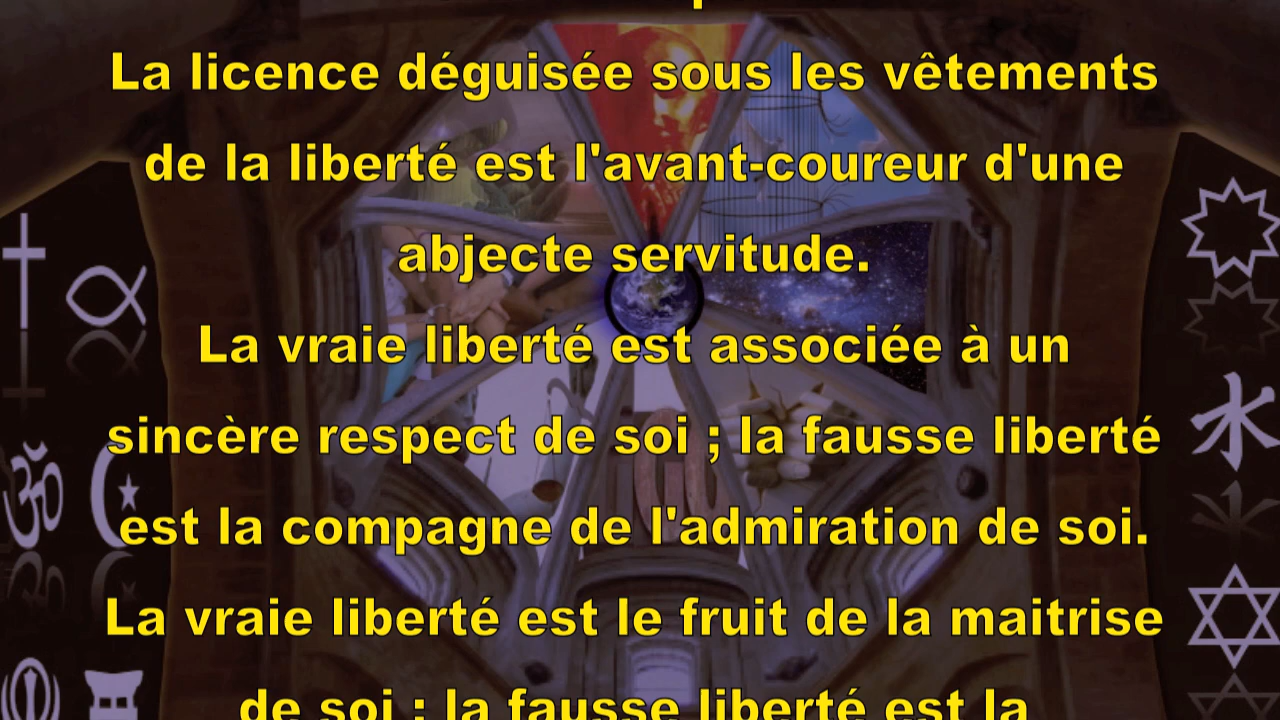 La licence déguisée sous les vêtements
de la liberté est l'avant-coureur d'une
abjecte servitude.
La vraie liberté est associée à un
sincère respect de soi ; la fausse liberté
est la compagne de l'admiration de soi.
La vraie liberté est le fruit de la maitrise
de soi ; la fausse liberté est la